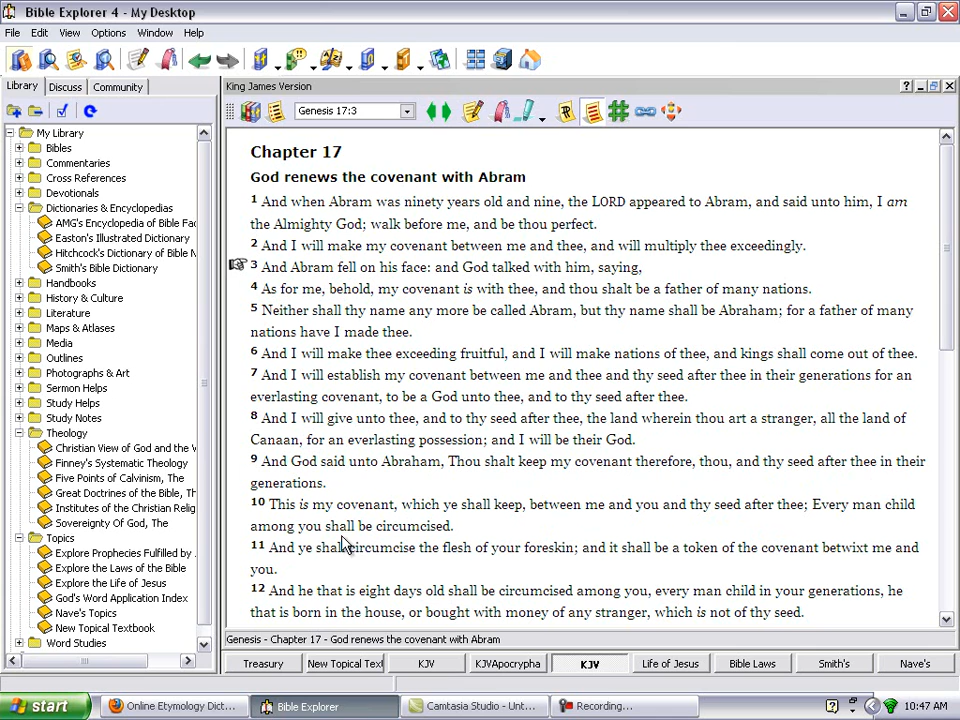 Bible Explorer 4 - My Desktop
File Edit View Options Window Help
Library Discuss Community
King James Version
Genesis 17:3
My Library
Bibles
Commentaries
Cross References
Devotionals
Dictionaries & Encyclopedias
AMG's Encyclopedia of Bible Fac
Easton's Illustrated Dictionary
Hitchcock's Dictionary of Bible N
Smith's Bible Dictionary
Handbooks
History & Culture
Literature
Maps & Atlases
Media
Outlines
Photographs & Art
Sermon Helps
Study Helps
Study Notes
Theology
Christian View of God and the W
Finney's Systematic Theology
Five Points of Calvinism, The
Great Doctrines of the Bible, Th
Institutes of the Christian Relig
Sovereignty Of God, The
Topics
Explore Prophecies Fulfilled by
Explore the Laws of the Bible
Explore the Life of Jesus
God's Word Application Index
Nave's Topics
New Topical Textbook
Word Studies
Chapter 17
God renews the covenant with Abram
1 And when Abram was ninety years old and nine, the LORD appeared to Abram, and said unto him, I am
the Almighty God; walk before me, and be thou perfect.
2 And I will make my covenant between me and thee, and will multiply thee exceedingly.
3 And Abram fell on his face: and God talked with him, saying,
4 As for me, behold, my covenant is with thee, and thou shalt be a father of many nations.
5 Neither shall thy name any more be called Abram, but thy name shall be Abraham; for a father of many
nations have I made thee.
6 And I will make thee exceeding fruitful, and I will make nations of thee, and kings shall come out of thee.
7 And I will establish my covenant between me and thee and thy seed after thee in their generations for an
everlasting covenant, to be a God unto thee, and to thy seed after thee.
8 And I will give unto thee, and to thy seed after thee, the land wherein thou art a stranger, all the land of
Canaan, for an everlasting possession; and I will be their God.
9 And God said unto Abraham, Thou shalt keep my covenant therefore, thou, and thy seed after thee in their
generations.
10 This is my covenant, which ye shall keep, between me and you and thy seed after thee; Every man child
among you shall be circumcised.
11 And ye shall circumcise the flesh of your foreskin; and it shall be a token of the covenant betwixt me and
you.
12 And he that is eight days old shall be circumcised among you, every man child in your generations, he
that is born in the house, or bought with money of any stranger, which is not of thy seed.
Genesis - Chapter 17 - God renews the covenant with Abram
Treasury New Topical Text KJV KJVApocrypha KJV Life of Jesus Bible Laws Smith's Nave's
start Online Etymology Dict... Bible Explorer Camtasia Studio - Unt... Recording... 10:47 AM